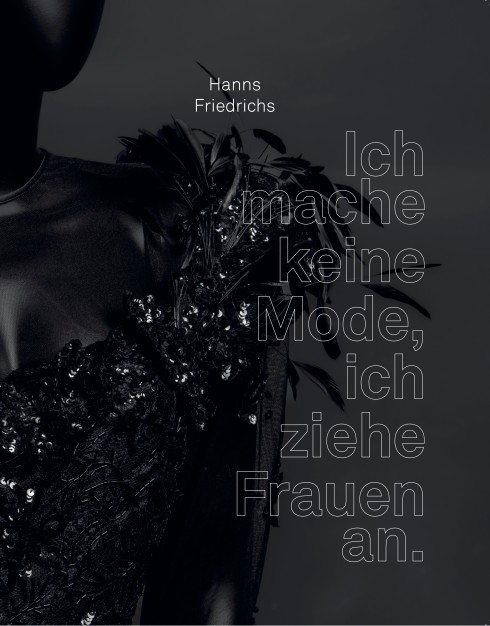 Hanns
Friedrichs
Ich
mache
keine
Mode,
ich
ziehe
Frauen
an.